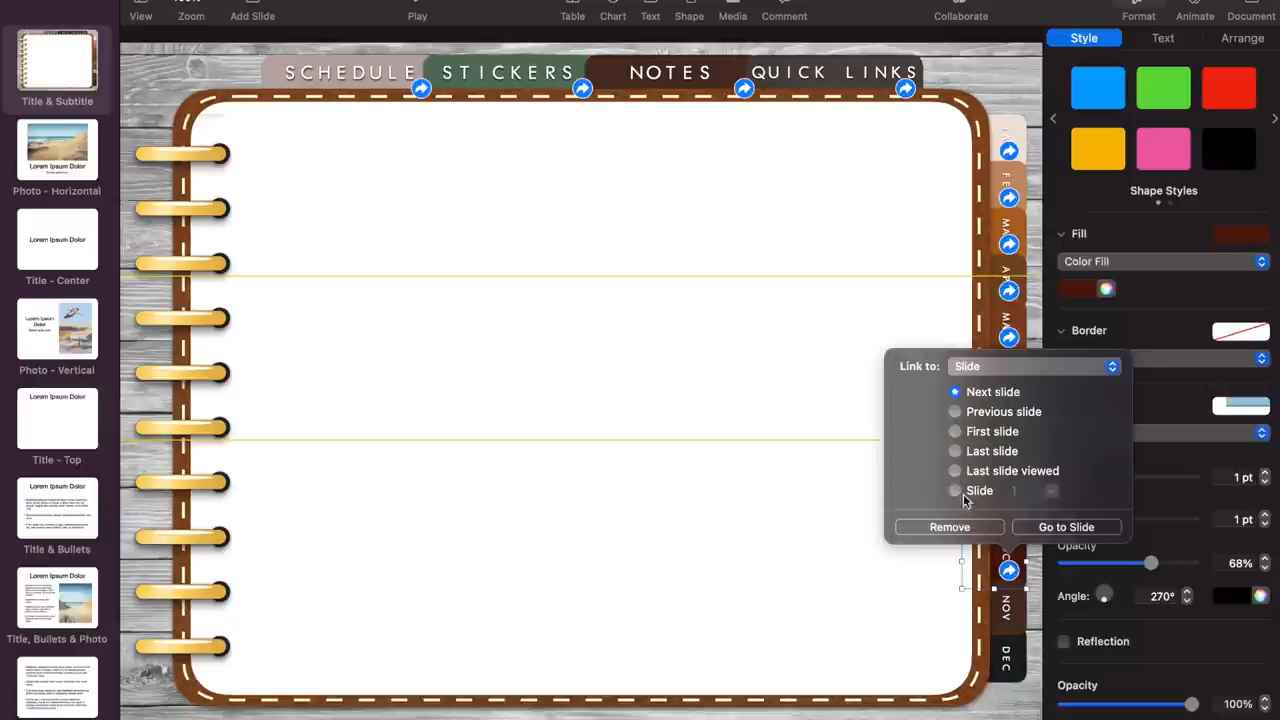 View
Zoom
Add Slide
Play
Table
Chart
Text
Shape
Media
Comment
Collaborate
Format
Animate
Document
Title & Subtitle
Lorem Ipsum Dolor
Photo - Horizontal
Lorem Ipsum Dolor
Title - Center
Lorem Ipsum
Dolor
Photo - Vertical
Lorem Ipsum Dolor
Title - Top
Lorem Ipsum Dolor
Title & Bullets
Lorem Ipsum Dolor
Title, Bullets & Photo
SCHEDULE
STICKERS
NOTES
QUICK LINKS
NOV
DEC
Link to:
Slide
Next slide
Previous slide
First slide
Last slide
Last slide viewed
Slide
Remove
Go to Slide
Style
Text
Arrange
Shape Styles
Fill
Color Fill
Border
1 pt
1 pt
Opacity
68%
Angle:
270°
Reflection
100%